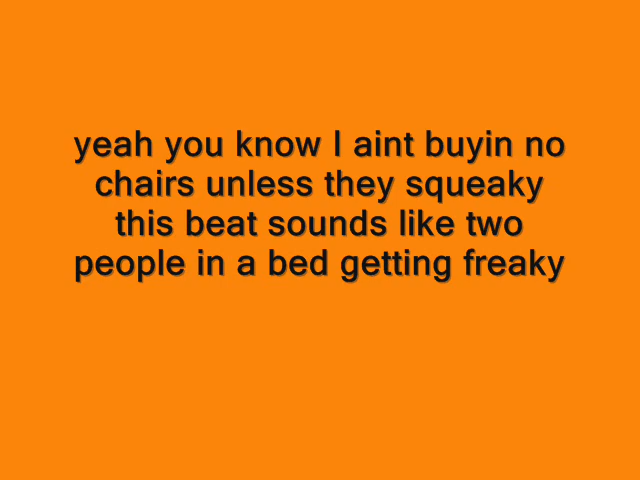 yeah you know I aint buyin no
chairs unless they squeaky
this beat sounds like two
people in a bed getting freaky